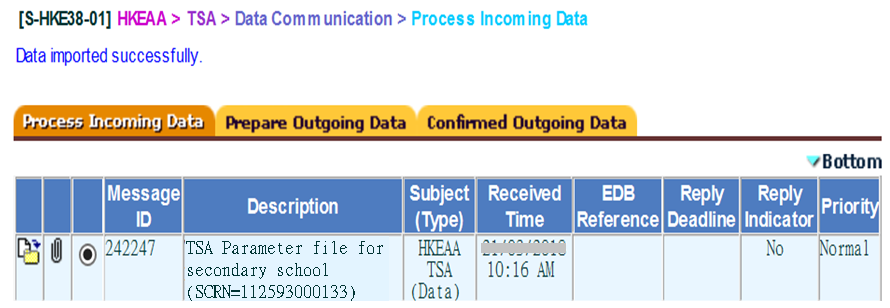 [S-HKE38-01] HKEAA > TSA > Data Communication > Process Incoming Data
Data imported successfully.
Process Incoming Data Prepare Outgoing Data Confirmed Outgoing Data
Bottom
Message ID Description Subject (Type) Received Time EDB Reference Reply Deadline Reply Indicator Priority
242247 TSA Parameter file for HKEAA No Normal
secondary school TSA 10:16 AM
(SCRN=112593000133) (Data)